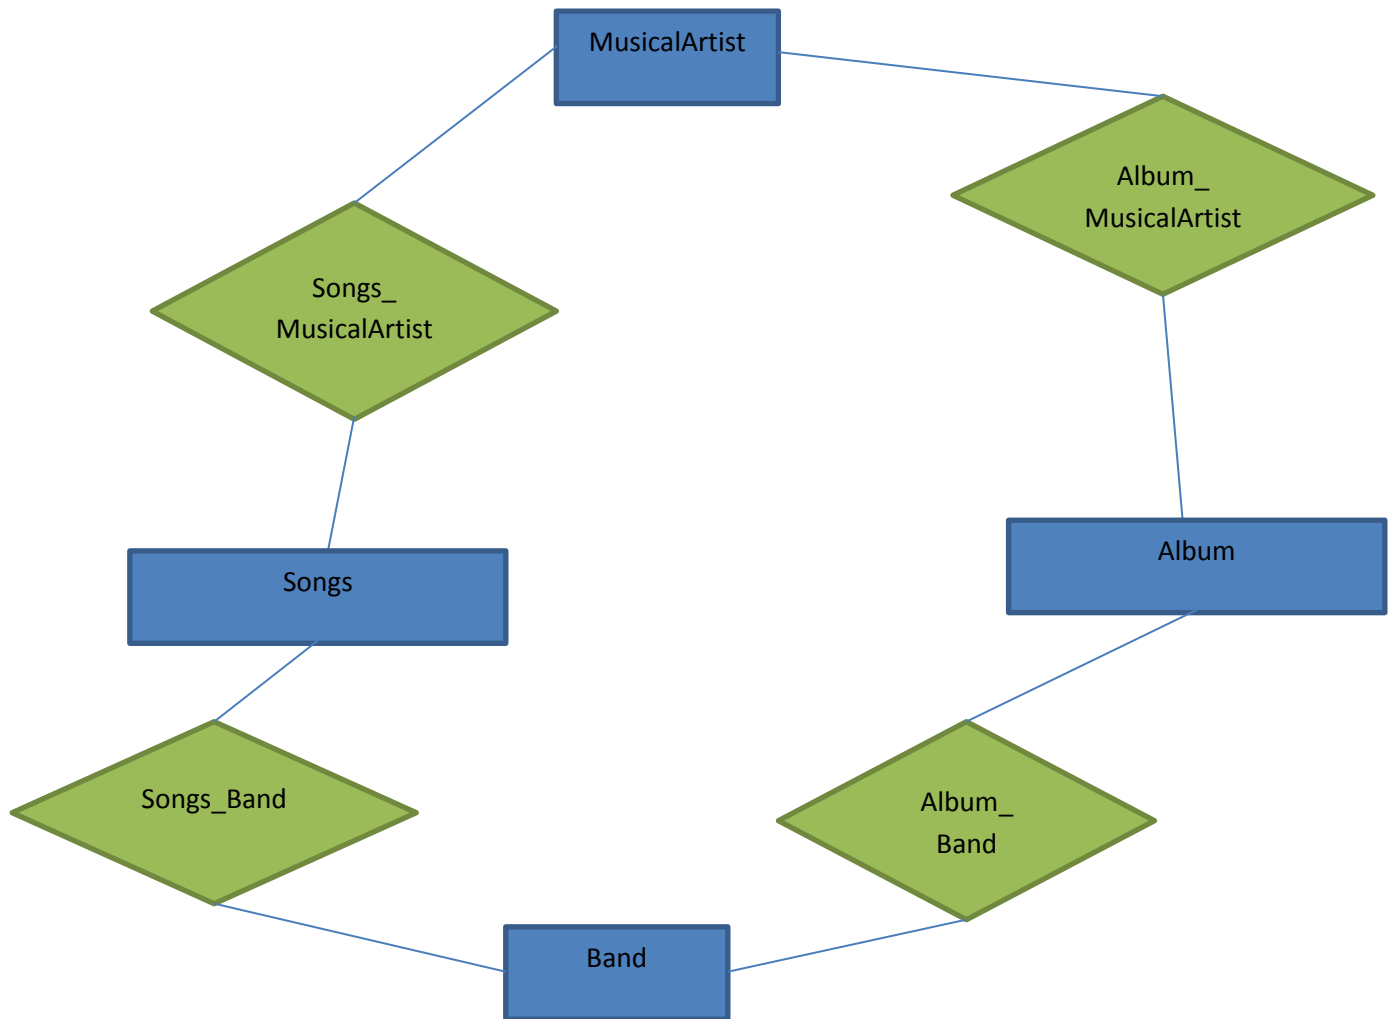 MusicalArtist
Album_
MusicalArtist
Songs_
MusicalArtist
Songs
Album
Songs_Band
Album_
Band
Band